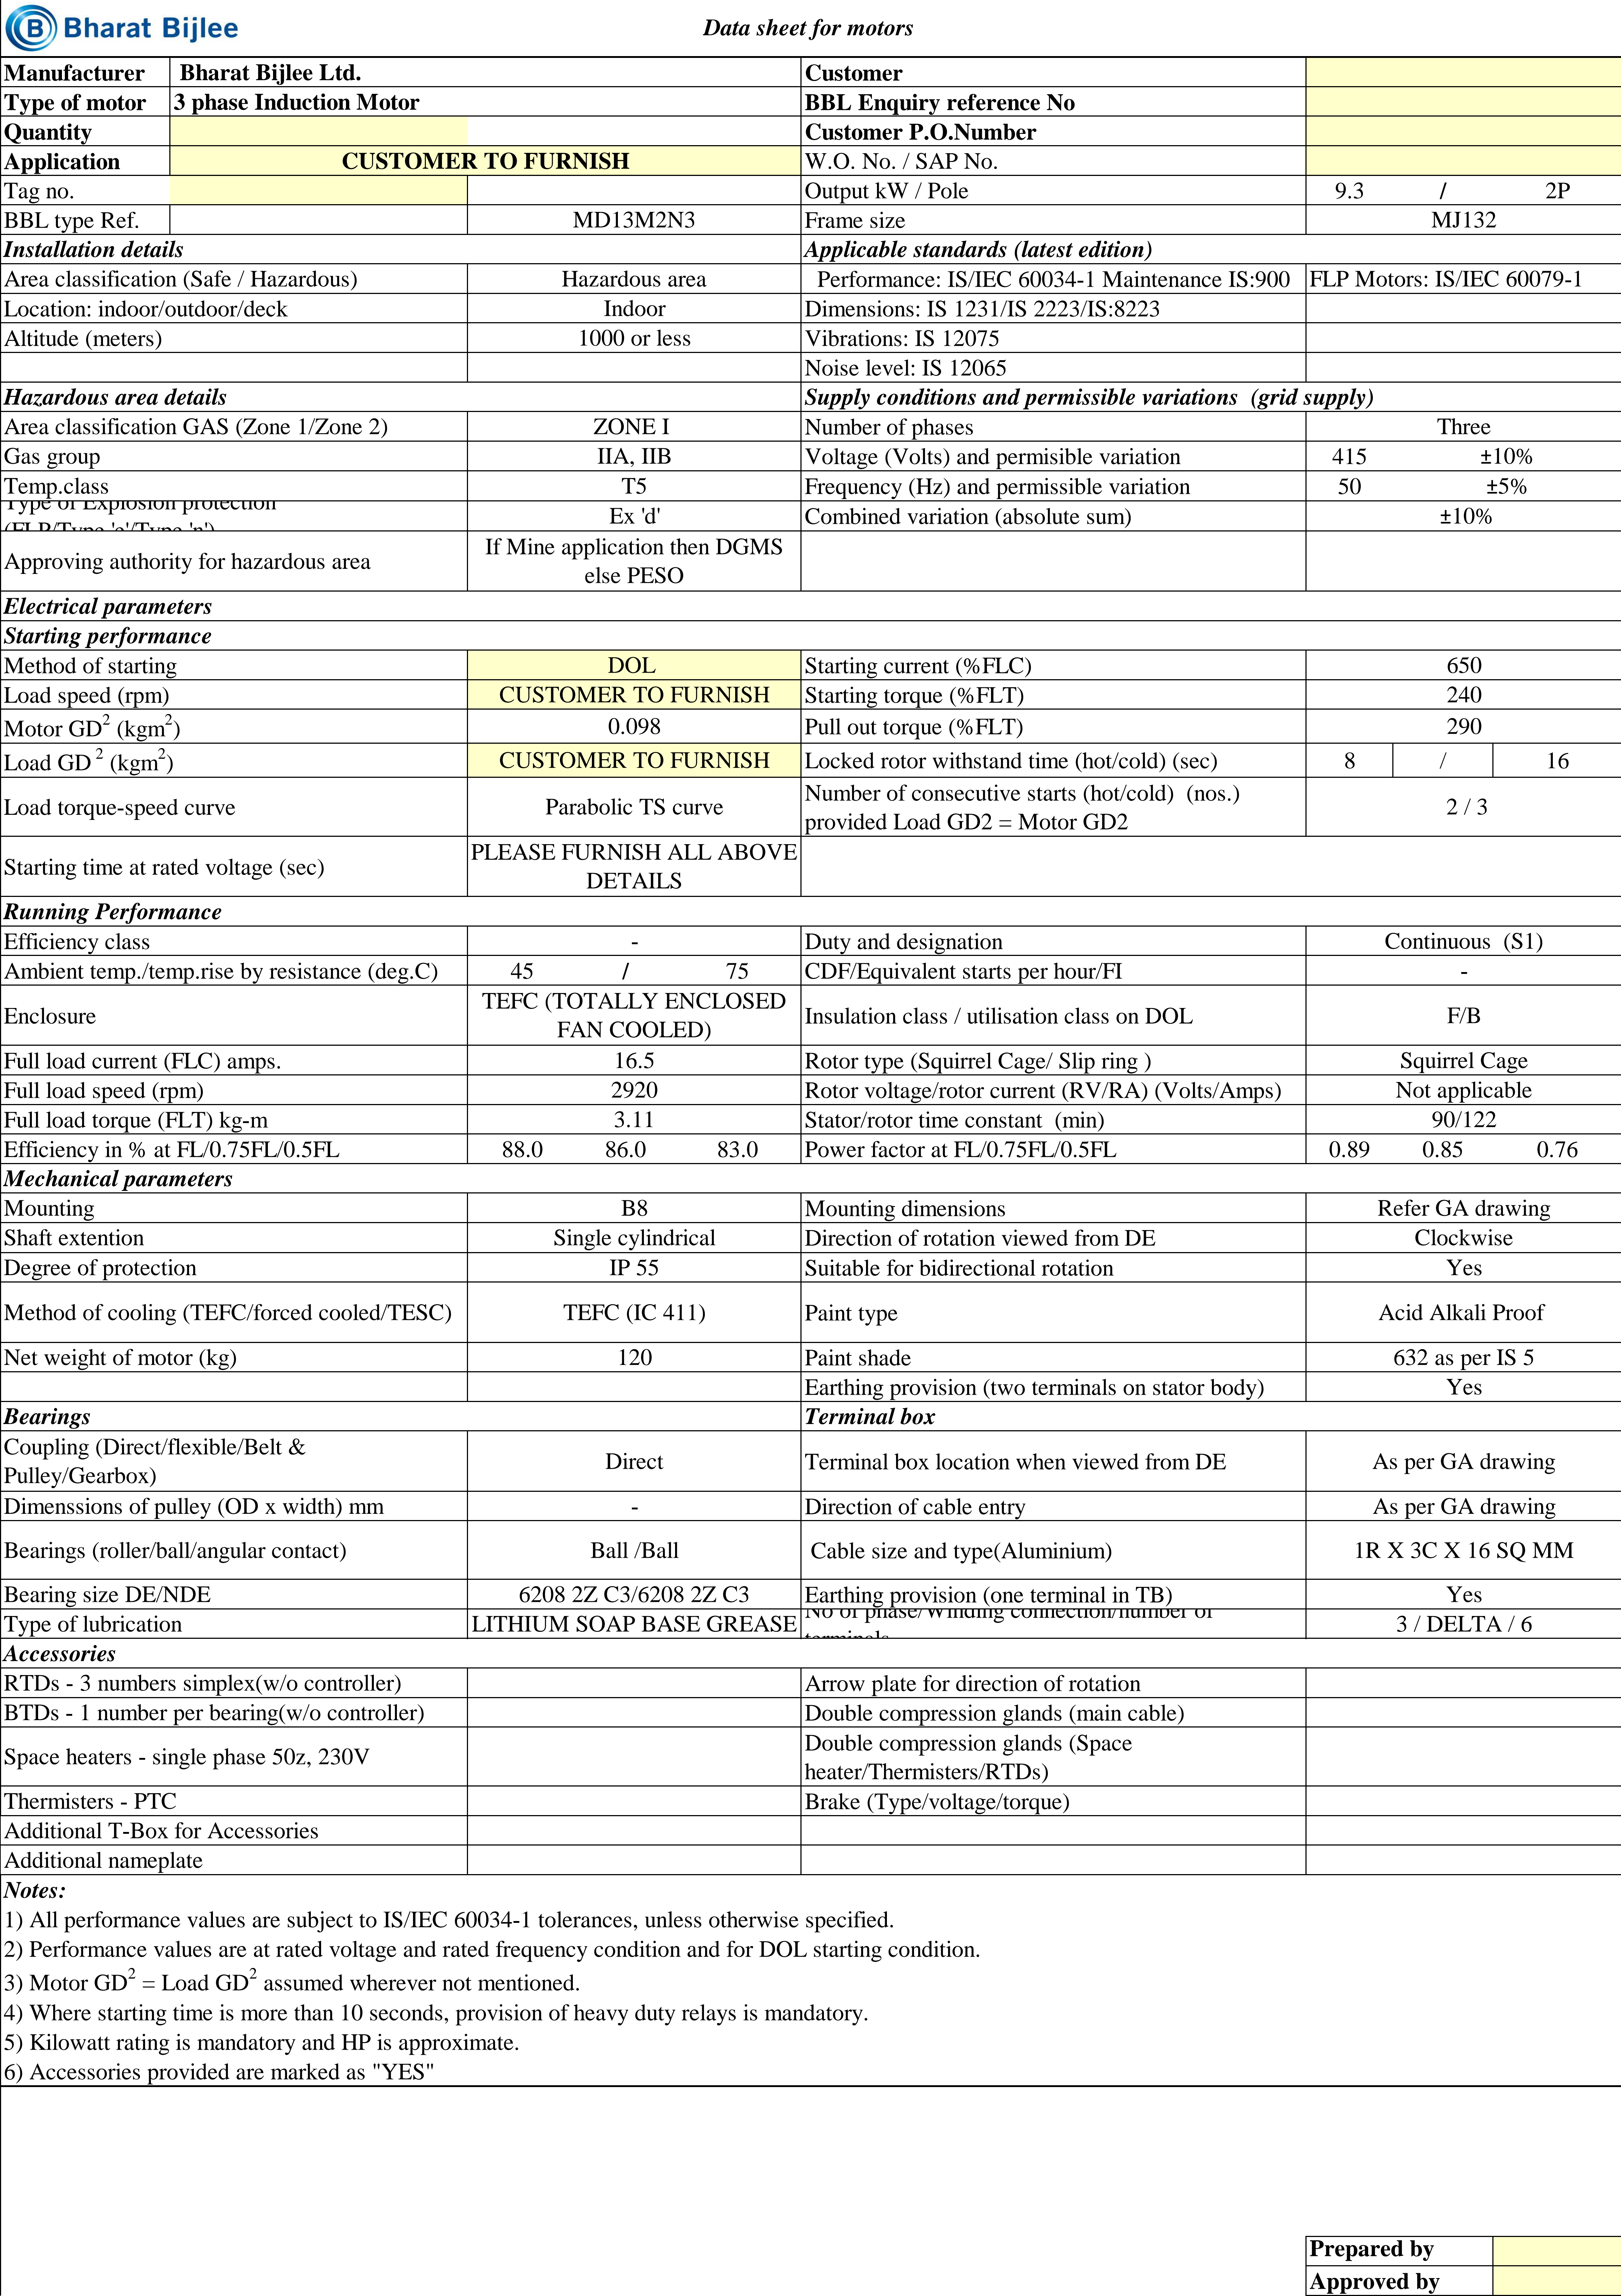 Bharat Bijlee
Data sheet for motors
Manufacturer Bharat Bijlee Ltd. Customer
Type of motor 3 phase Induction Motor BBL Enquiry reference No
Quantity Customer P.O.Number
Application CUSTOMER TO FURNISH W.O. No. / SAP No.
Tag no. Output kW / Pole 9.3 / 2P
BBL type Ref. MD13M2N3 Frame size MJ132
Installation details Applicable standards (latest edition)
Area classification (Safe / Hazardous) Hazardous area Performance: IS/IEC 60034-1 Maintenance IS:900 FLP Motors: IS/IEC 60079-1
Location: indoor/outdoor/deck Indoor Dimensions: IS 1231/IS 2223/IS:8223
Altitude (meters) 1000 or less Vibrations: IS 12075
Noise level: IS 12065
Hazardous area details Supply conditions and permissible variations (grid supply)
Area classification GAS (Zone 1/Zone 2) ZONE I Number of phases Three
Gas group IIA, IIB Voltage (Volts) and permisible variation 415 ±10%
Temp.class T5 Frequency (Hz) and permissible variation 50 ±5%
Type of Explosion protection
(FLP/Type 'e'/Type 'n') Ex 'd' Combined variation (absolute sum) ±10%
Approving authority for hazardous area If Mine application then DGMS
else PESO
Electrical parameters
Starting performance
Method of starting DOL Starting current (%FLC) 650
Load speed (rpm) CUSTOMER TO FURNISH Starting torque (%FLT) 240
Motor GD2 (kgm2) 0.098 Pull out torque (%FLT) 290
Load GD 2 (kgm2) CUSTOMER TO FURNISH Locked rotor withstand time (hot/cold) (sec) 8 / 16
Load torque-speed curve Parabolic TS curve Number of consecutive starts (hot/cold) (nos.)
provided Load GD2 = Motor GD2 2 / 3
Starting time at rated voltage (sec) PLEASE FURNISH ALL ABOVE
DETAILS
Running Performance
Efficiency class - Duty and designation Continuous (S1)
Ambient temp./temp.rise by resistance (deg.C) 45 / 75 CDF/Equivalent starts per hour/FI -
Enclosure TEFC (TOTALLY ENCLOSED
FAN COOLED) Insulation class / utilisation class on DOL F/B
Full load current (FLC) amps. 16.5 Rotor type (Squirrel Cage/ Slip ring ) Squirrel Cage
Full load speed (rpm) 2920 Rotor voltage/rotor current (RV/RA) (Volts/Amps) Not applicable
Full load torque (FLT) kg-m 3.11 Stator/rotor time constant (min) 90/122
Efficiency in % at FL/0.75FL/0.5FL 88.0 86.0 83.0 Power factor at FL/0.75FL/0.5FL 0.89 0.85 0.76
Mechanical parameters
Mounting B8 Mounting dimensions Refer GA drawing
Shaft extention Single cylindrical Direction of rotation viewed from DE Clockwise
Degree of protection IP 55 Suitable for bidirectional rotation Yes
Method of cooling (TEFC/forced cooled/TESC) TEFC (IC 411) Paint type Acid Alkali Proof
Net weight of motor (kg) 120 Paint shade 632 as per IS 5
Earthing provision (two terminals on stator body) Yes
Bearings Terminal box
Coupling (Direct/flexible/Belt &
Pulley/Gearbox) Direct Terminal box location when viewed from DE As per GA drawing
Dimenssions of pulley (OD x width) mm - Direction of cable entry As per GA drawing
Bearings (roller/ball/angular contact) Ball /Ball Cable size and type(Aluminium) 1R X 3C X 16 SQ MM
Bearing size DE/NDE 6208 2Z C3/6208 2Z C3 Earthing provision (one terminal in TB) Yes
Type of lubrication LITHIUM SOAP BASE GREASE No of phase/Winding connection/number of
terminals 3 / DELTA / 6
Accessories
RTDs - 3 numbers simplex(w/o controller) Arrow plate for direction of rotation
BTDs - 1 number per bearing(w/o controller) Double compression glands (main cable)
Space heaters - single phase 50z, 230V Double compression glands (Space
heater/Thermisters/RTDs)
Thermisters - PTC Brake (Type/voltage/torque)
Additional T-Box for Accessories
Additional nameplate
Notes:
1) All performance values are subject to IS/IEC 60034-1 tolerances, unless otherwise specified.
2) Performance values are at rated voltage and rated frequency condition and for DOL starting condition.
3) Motor GD2 = Load GD2 assumed wherever not mentioned.
4) Where starting time is more than 10 seconds, provision of heavy duty relays is mandatory.
5) Kilowatt rating is mandatory and HP is approximate.
6) Accessories provided are marked as "YES"
Prepared by
Approved by